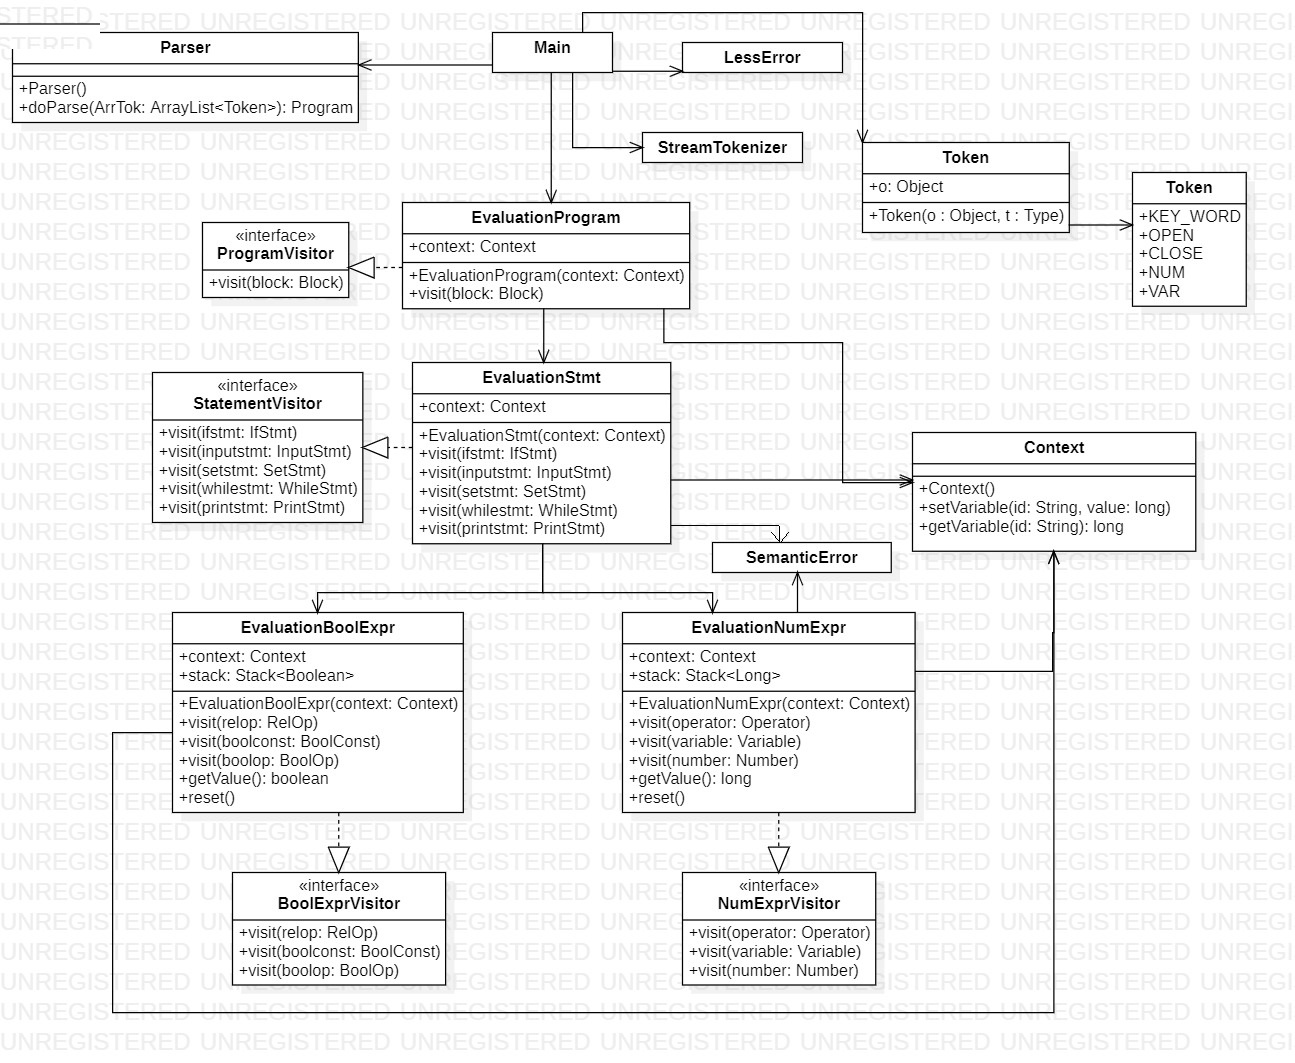 Parser
+Parser()
+doParse(ArrTok: ArrayList<Token>): Program
Main
LessError
StreamTokenizer
Token
+o: Object
+Token(o : Object, t : Type)
Token
+KEY_WORD
+OPEN
+CLOSE
+NUM
+VAR
EvaluationProgram
+context: Context
+EvaluationProgram(context: Context)
+visit(block: Block)
«interface»
ProgramVisitor
+visit(block: Block)
EvaluationStmt
+context: Context
+EvaluationStmt(context: Context)
+visit(ifstmt: IfStmt)
+visit(inputstmt: InputStmt)
+visit(setstmt: SetStmt)
+visit(whilestmt: WhileStmt)
+visit(printstmt: PrintStmt)
«interface»
StatementVisitor
+visit(ifstmt: IfStmt)
+visit(inputstmt: InputStmt)
+visit(setstmt: SetStmt)
+visit(whilestmt: WhileStmt)
+visit(printstmt: PrintStmt)
Context
+Context()
+setVariable(id: String, value: long)
+getVariable(id: String): long
SemanticError
EvaluationBoolExpr
+context: Context
+stack: Stack<Boolean>
+EvaluationBoolExpr(context: Context)
+visit(relop: RelOp)
+visit(boolconst: BoolConst)
+visit(boolop: BoolOp)
+getValue(): boolean
+reset()
EvaluationNumExpr
+context: Context
+stack: Stack<Long>
+EvaluationNumExpr(context: Context)
+visit(operator: Operator)
+visit(variable: Variable)
+visit(number: Number)
+getValue(): long
+reset()
«interface»
BoolExprVisitor
+visit(relop: RelOp)
+visit(boolconst: BoolConst)
+visit(boolop: BoolOp)
«interface»
NumExprVisitor
+visit(operator: Operator)
+visit(variable: Variable)
+visit(number: Number)
UNREGISTERED